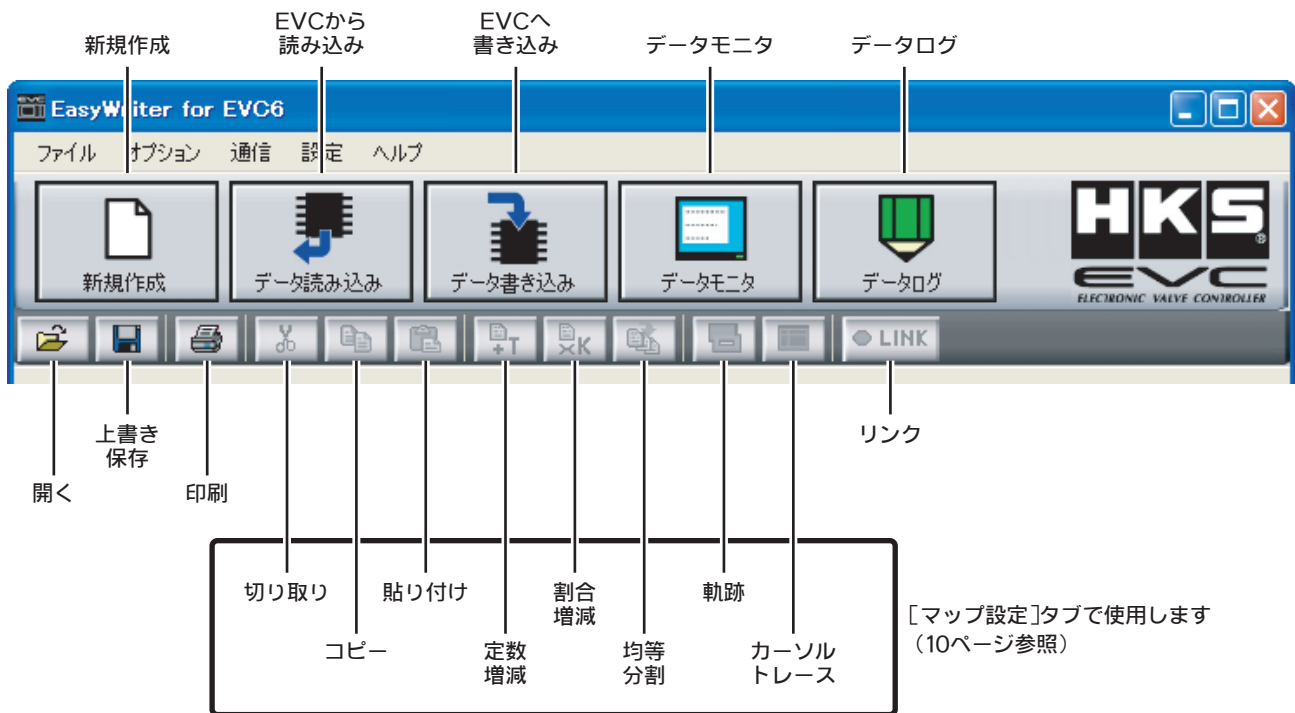 新規作成
EVCから
読み込み
EVCへ
書き込み
データモニタ
データログ
EasyWriter for EVC6
ファイル オプション 通信 設定 ヘルプ
新規作成
データ読み込み
データ書き込み
データモニタ
データログ
HKS®
EVC
ELECTRONIC VALVE CONTROLLER
+T
×K
LINK
開く
上書き
保存
印刷
リンク
切り取り
コピー
貼り付け
定数
増減
割合
増減
均等
分割
軌跡
カーソル
トレース
［マップ設定］タブで使用します
（10ページ参照）